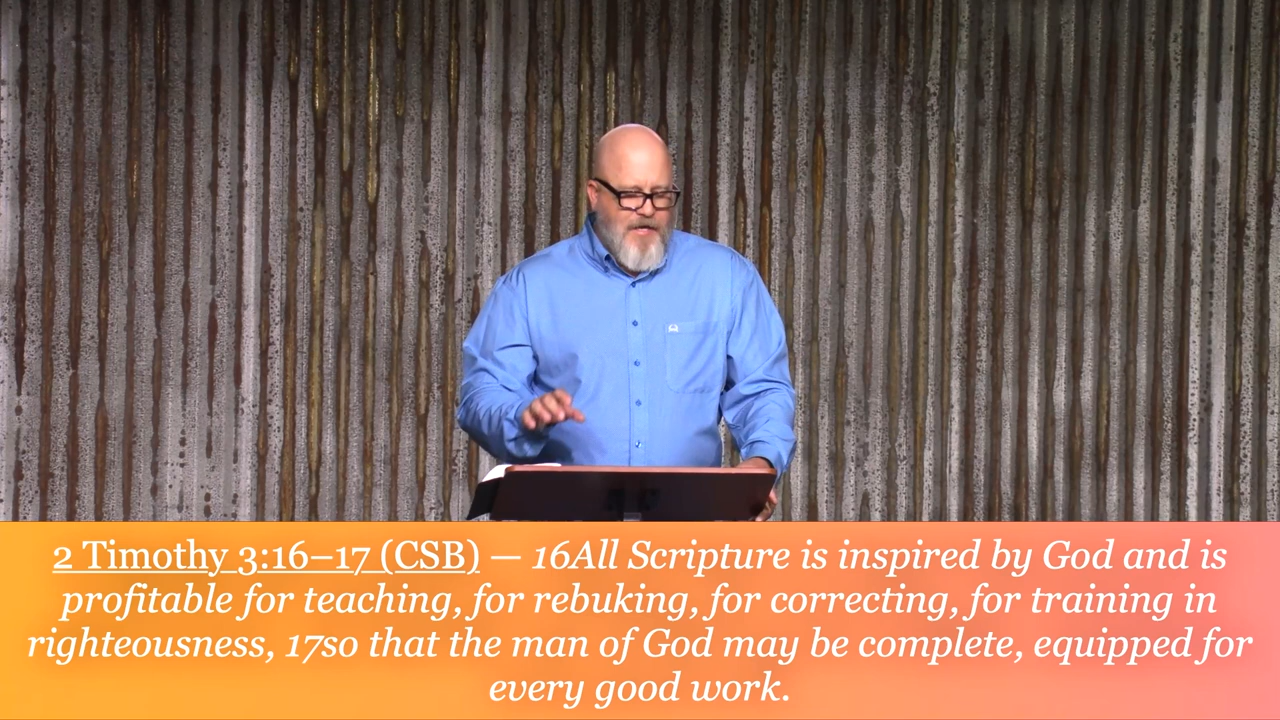 2 Timothy 3:16–17 (CSB) — 16All Scripture is inspired by God and is
profitable for teaching, for rebuking, for correcting, for training in
righteousness, 17so that the man of God may be complete, equipped for
every good work.